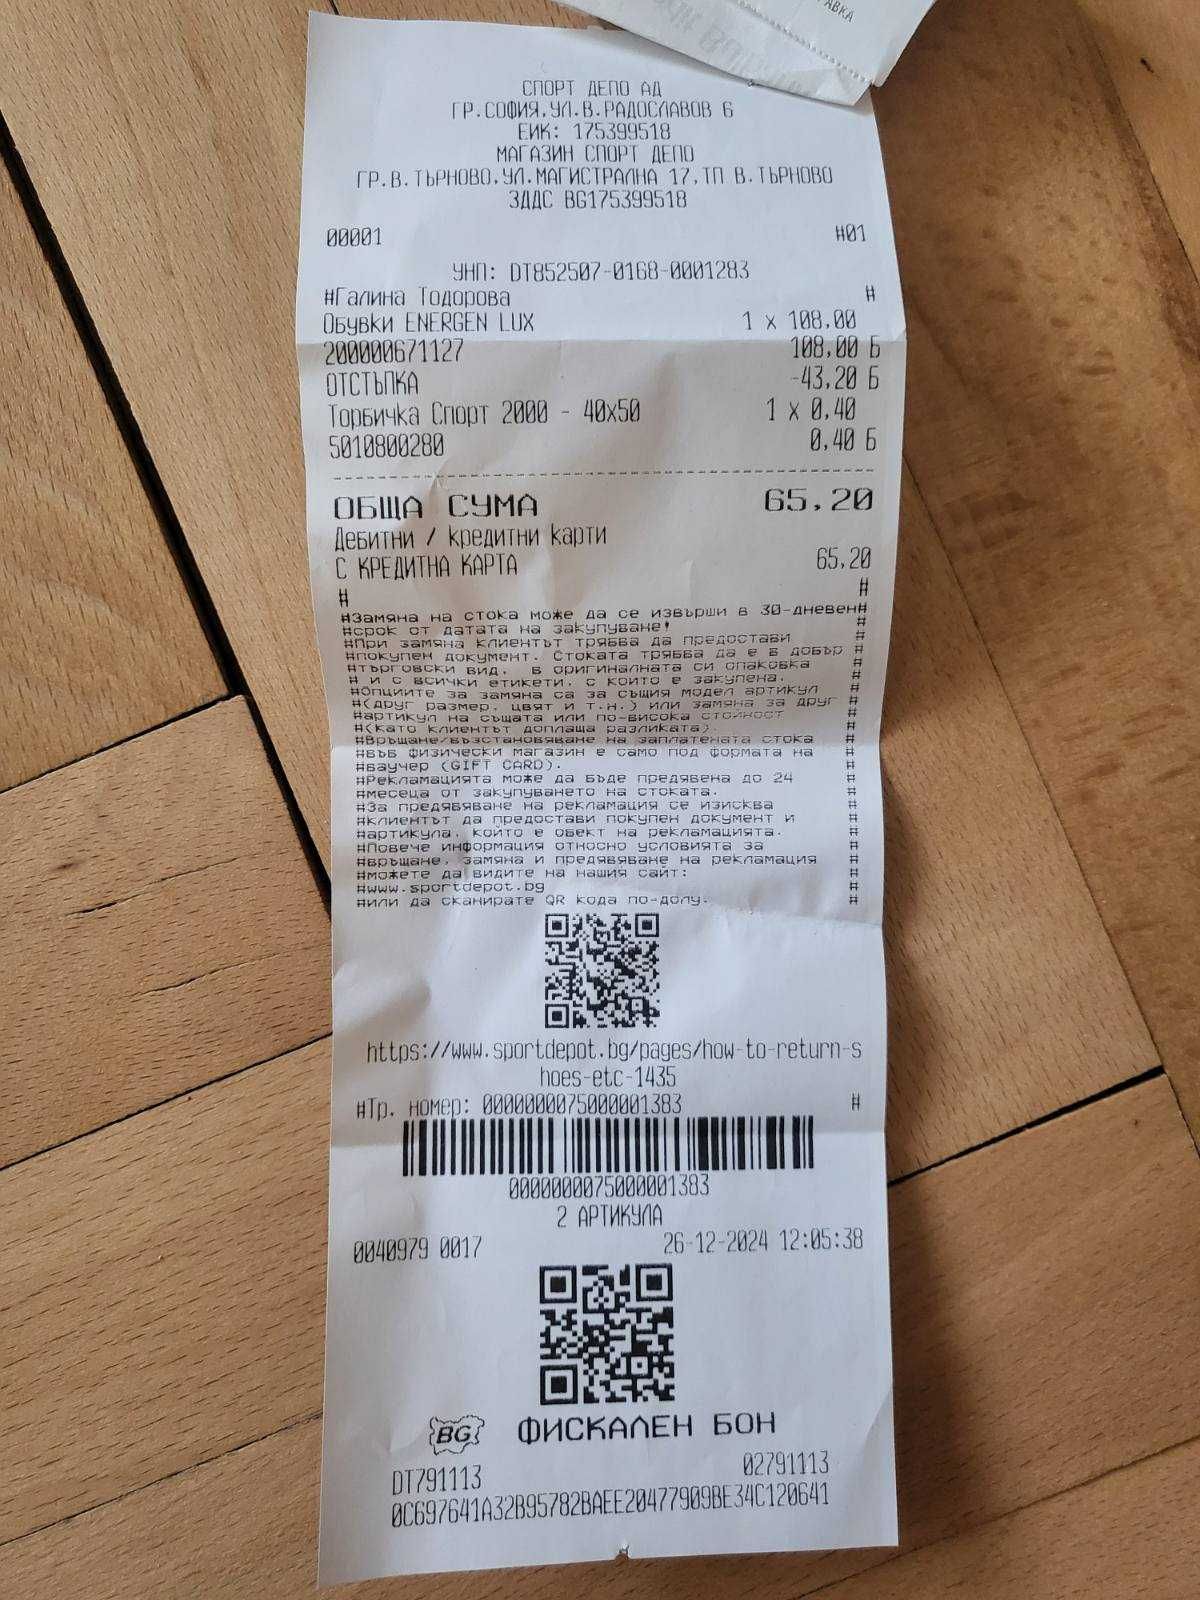 РАВКА
СПОРТ ДЕПО АД
ГР.СОФИЯ,УЛ.В.РАДОСЛАВОВ 6
ЕИК: 175399518
МАГАЗИН СПОРТ ДЕПО
ГР.В.ТЪРНОВО,УЛ.МАГИСТРАЛНА 17,ТП В.ТЪРНОВО
ЗДДС BG175399518
00001 #01
УНП: DT852507-0168-0001283
#Галина Тодорова #
Обувки ENERGEN LUX 1 x 108,00
200000671127 108,00 Б
ОТСТЪПКА -43,20 Б
Торбичка Спорт 2000 - 40x50 1 x 0,40
5010800280 0,40 Б
ОБЩА СУМА 65,20
Дебитни / кредитни карти
С КРЕДИТНА КАРТА 65,20
# #
#Замяна на стока може да се извърши в 30-дневен#
#срок от датата на закупуване! #
#При замяна клиентът трябва да предостави #
#покупен документ. Стоката трябва да е в добър #
#търговски вид, в оригиналната си опаковка #
# и с всички етикети, с които е закупена. #
#Опциите за замяна са за същия модел артикул #
#(друг размер, цвят и т.н.) или замяна за друг #
#артикул на същата или по-висока стойност #
#(като клиентът доплаща разликата). #
#Връщане/възстановяване на заплатената стока #
#във физически магазин е само под формата на #
#ваучер (GIFT CARD). #
#Рекламацията може да бъде предявена до 24 #
#месеца от закупуването на стоката. #
#За предявяване на рекламация се изисква #
#клиентът да предостави покупен документ и #
#артикула, който е обект на рекламацията. #
#Повече информация относно условията за #
#връщане, замяна и предявяване на рекламация #
#можете да видите на нашия сайт: #
#www.sportdepot.bg #
#или да сканирате QR кода по-долу. #
https://www.sportdepot.bg/pages/how-to-return-s
hoes-etc-1435
#Тр. номер: 0000000075000001383 #
0000000075000001383
2 АРТИКУЛА
0040979 0017 26-12-2024 12:05:38
BG ФИСКАЛЕН БОН
DT791113 02791113
0C697641A32B95782BAEE20477909BE34C120641